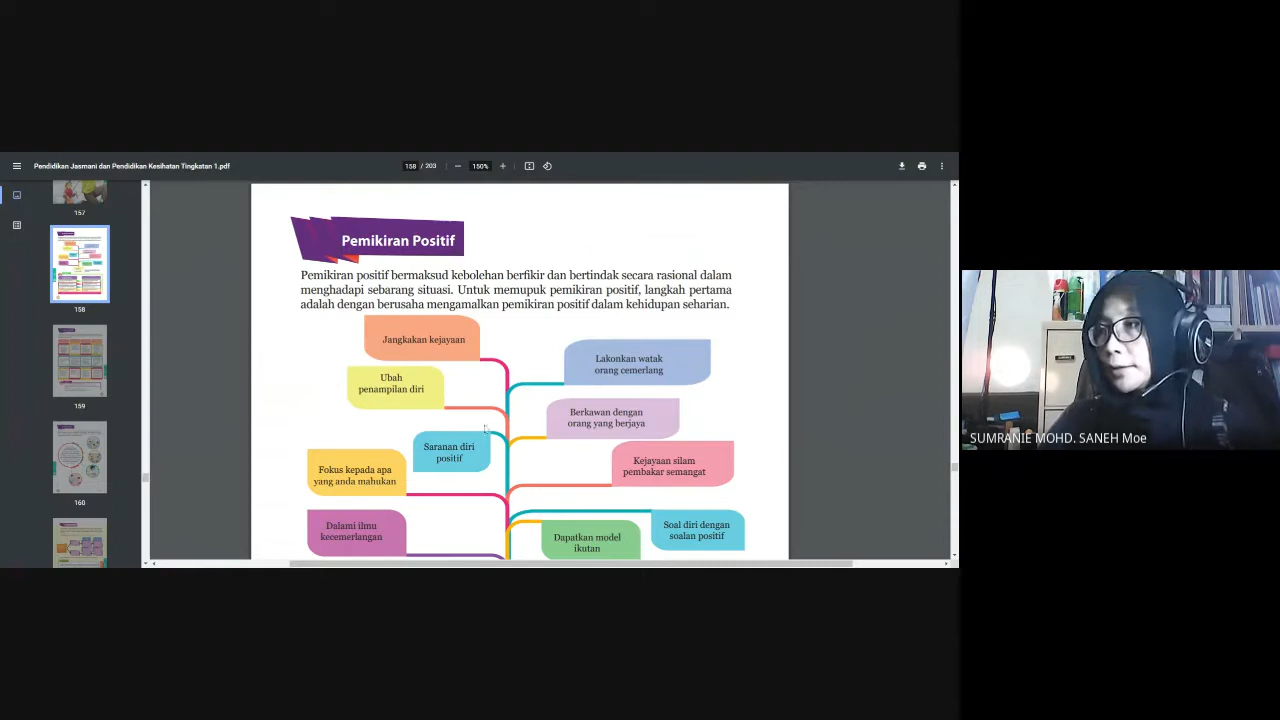 Pendidikan Jasmani dan Pendidikan Kesihatan Tingkatan 1.pdf
158 / 203
150%
157
158
159
160
Pemikiran Positif
Pemikiran positif bermaksud kebolehan berfikir dan bertindak secara rasional dalam
menghadapi sebarang situasi. Untuk memupuk pemikiran positif, langkah pertama
adalah dengan berusaha mengamalkan pemikiran positif dalam kehidupan seharian.
Jangkakan kejayaan
Lakonkan watak
orang cemerlang
Ubah
penampilan diri
Berkawan dengan
orang yang berjaya
Saranan diri
positif
Kejayaan silam
pembakar semangat
Fokus kepada apa
yang anda mahukan
Dalami ilmu
kecemerlangan
Soal diri dengan
soalan positif
Dapatkan model
ikutan
SUMRANIE MOHD. SANEH Moe